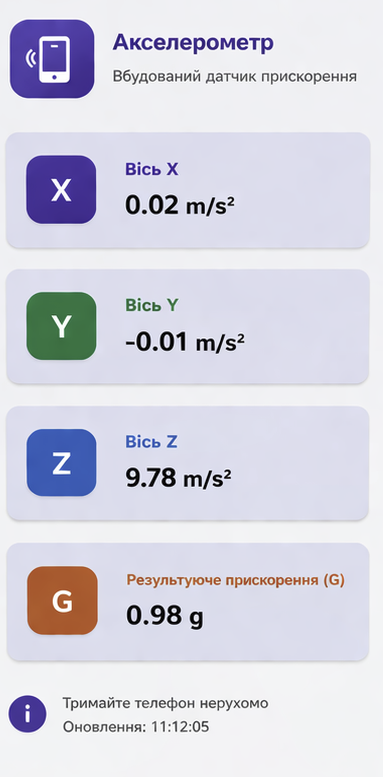 Акселерометр
Вбудований датчик прискорення
X
Вісь X
0.02 m/s²
Y
Вісь Y
-0.01 m/s²
Z
Вісь Z
9.78 m/s²
G
Результуюче прискорення (G)
0.98 g
Тримайте телефон нерухомо
Оновлення: 11:12:05